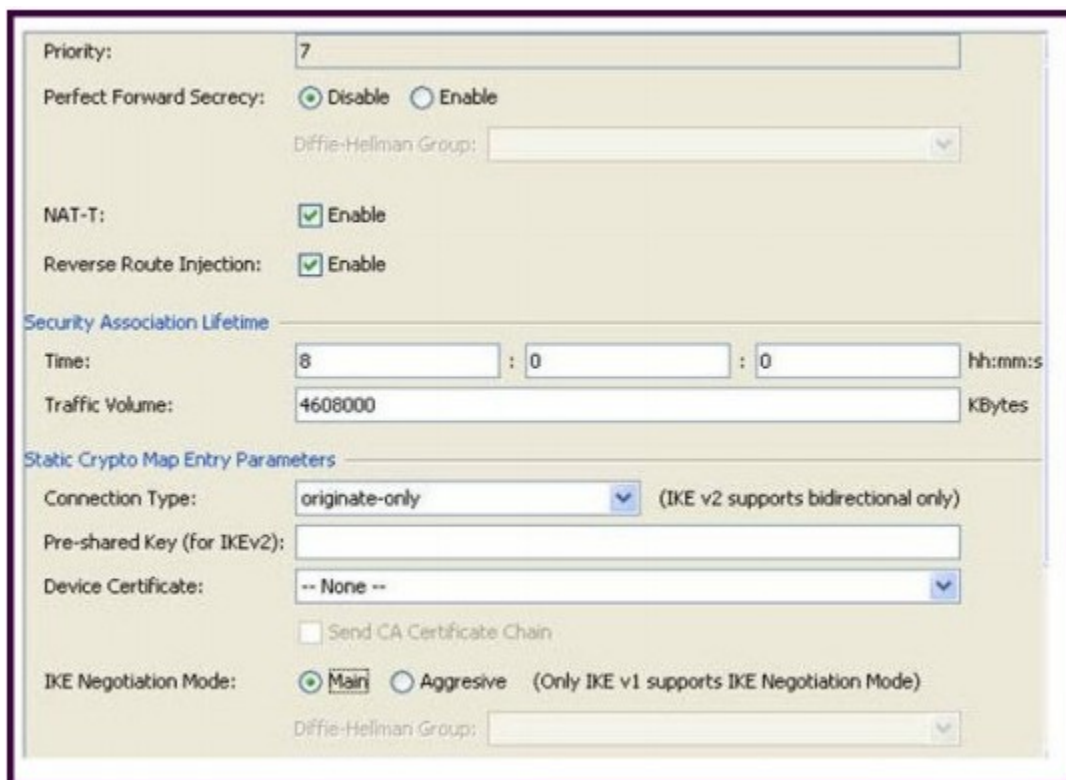 Priority: 7
Perfect Forward Secrecy: Disable Enable
Diffie-Hellman Group:
NAT-T: Enable
Reverse Route Injection: Enable
Security Association Lifetime
Time: 8 : 0 : 0 hh:mm:s
Traffic Volume: 4608000 KBytes
Static Crypto Map Entry Parameters
Connection Type: originate-only (IKE v2 supports bidirectional only)
Pre-shared Key (for IKEv2):
Device Certificate: -- None --
Send CA Certificate Chain
IKE Negotiation Mode: Main Aggresive (Only IKE v1 supports IKE Negotiation Mode)
Diffie-Hellman Group: